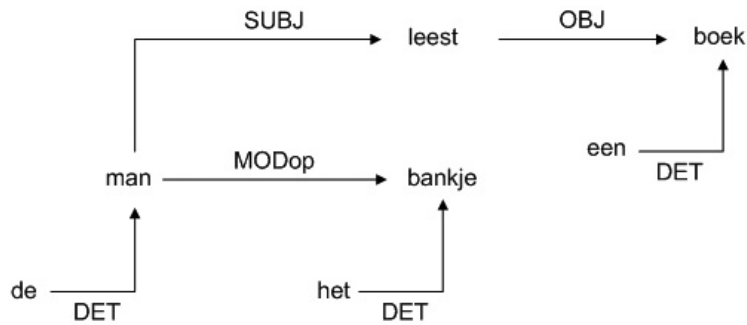 SUBJ
OBJ
leest
boek
een
DET
MODop
man
bankje
de
DET
het
DET